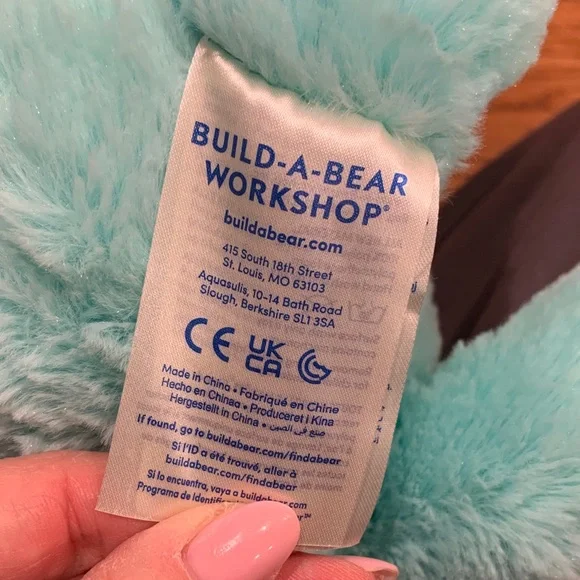 BUILD-A-BEAR
WORKSHOP®
buildabear.com
415 South 18th Street
St. Louis, MO 63103
Aquasulis, 10-14 Bath Road
Slough, Berkshire SL1 3SA
CE UK
CA
Made in China • Fabriqué en Chine
Hecho en China • Produceret i Kina
Hergestellt in China • صنع في الصين
If found, go to buildabear.com/findabear
Si l'ID a été trouvé, aller à
buildabear.com/findabear
Si lo encuentra, vaya a buildabear.com
Programa de